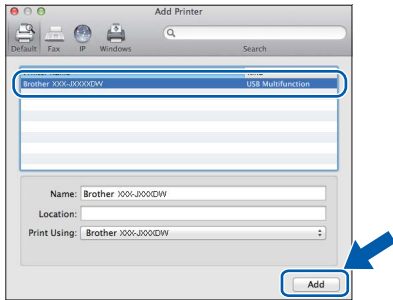 Add Printer
Default Fax IP Windows Search
Brother XXX-JXXXXDW USB Multifunction
Name: Brother XXX-JXXXDW
Location:
Print Using: Brother XXX-JXXXDW
Add